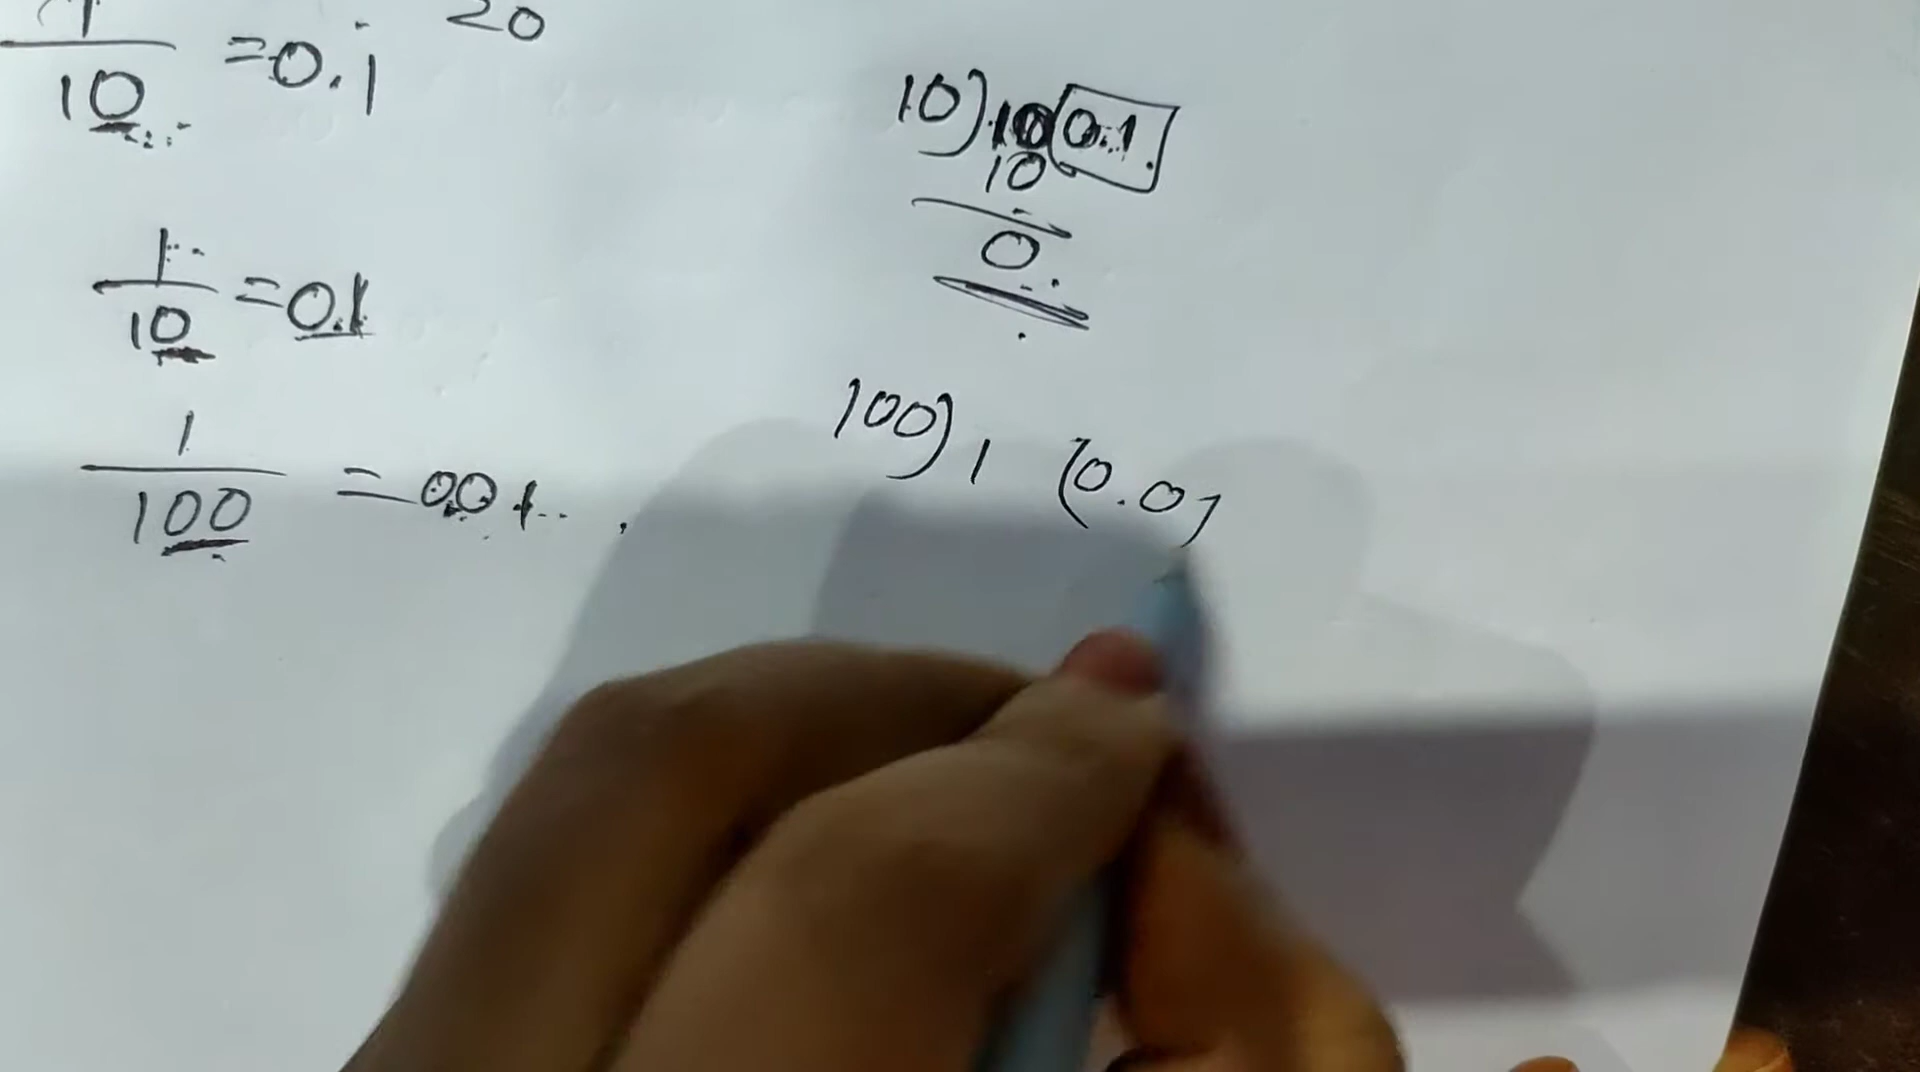 1/10 = 0.1 20
1/10 = 0.1
1/100 = 0.01
10)10(0.1
10
0
100)1 (0.01